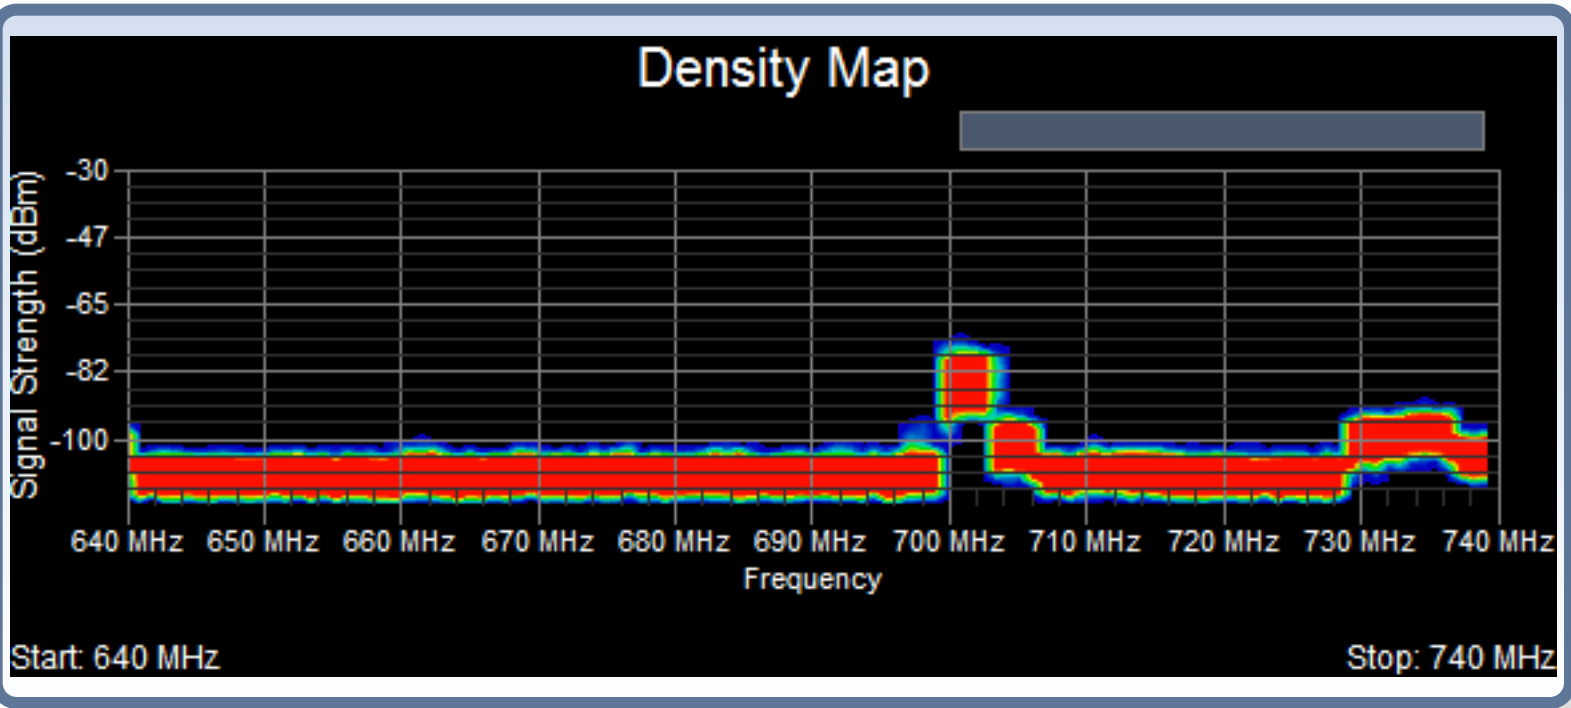 Density Map
Signal Strength (dBm)
-30
-47
-65
-82
-100
640 MHz 650 MHz 660 MHz 670 MHz 680 MHz 690 MHz 700 MHz 710 MHz 720 MHz 730 MHz 740 MHz
Frequency
Start: 640 MHz Stop: 740 MHz